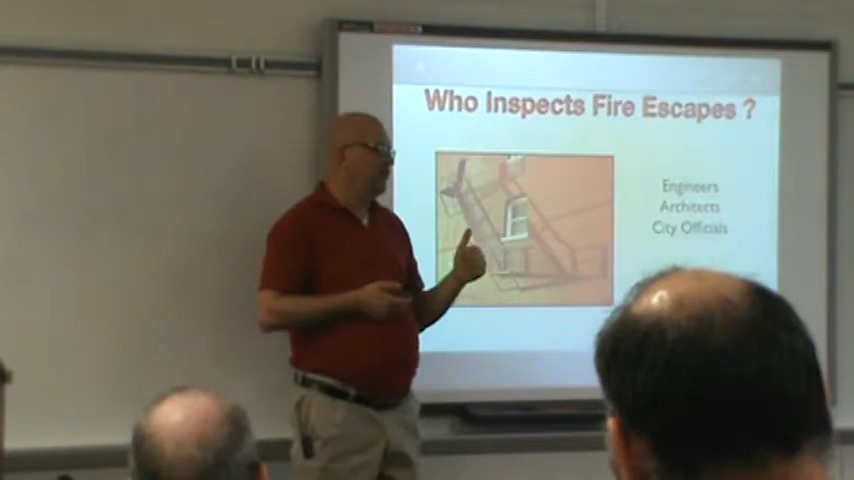 Who Inspects Fire Escapes ?
Engineers
Architects
City Officials